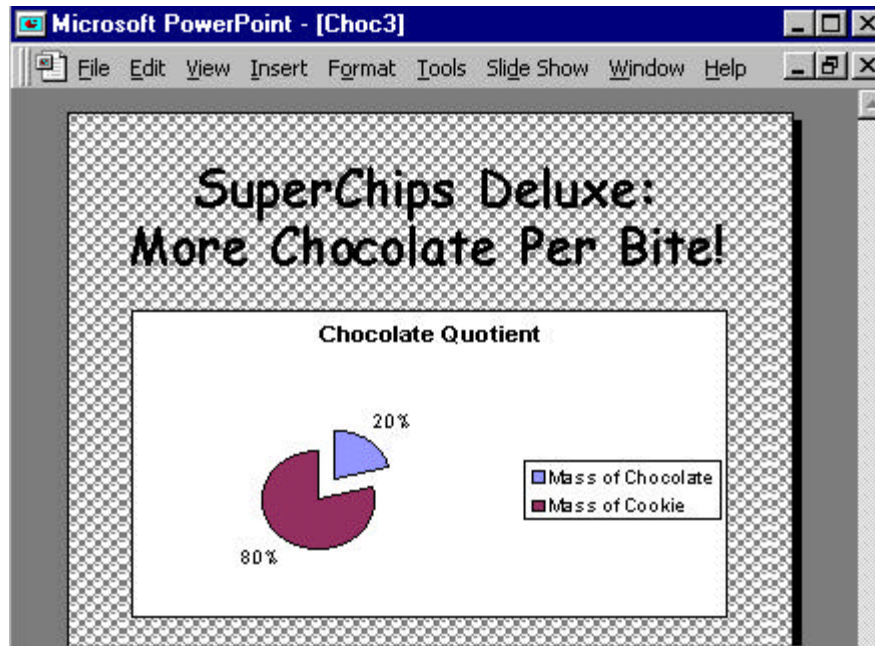 Microsoft PowerPoint - [Choc3]
File Edit View Insert Format Tools Slide Show Window Help
SuperChips Deluxe:
More Chocolate Per Bite!
Chocolate Quotient
20%
Mass of Chocolate
Mass of Cookie
80%